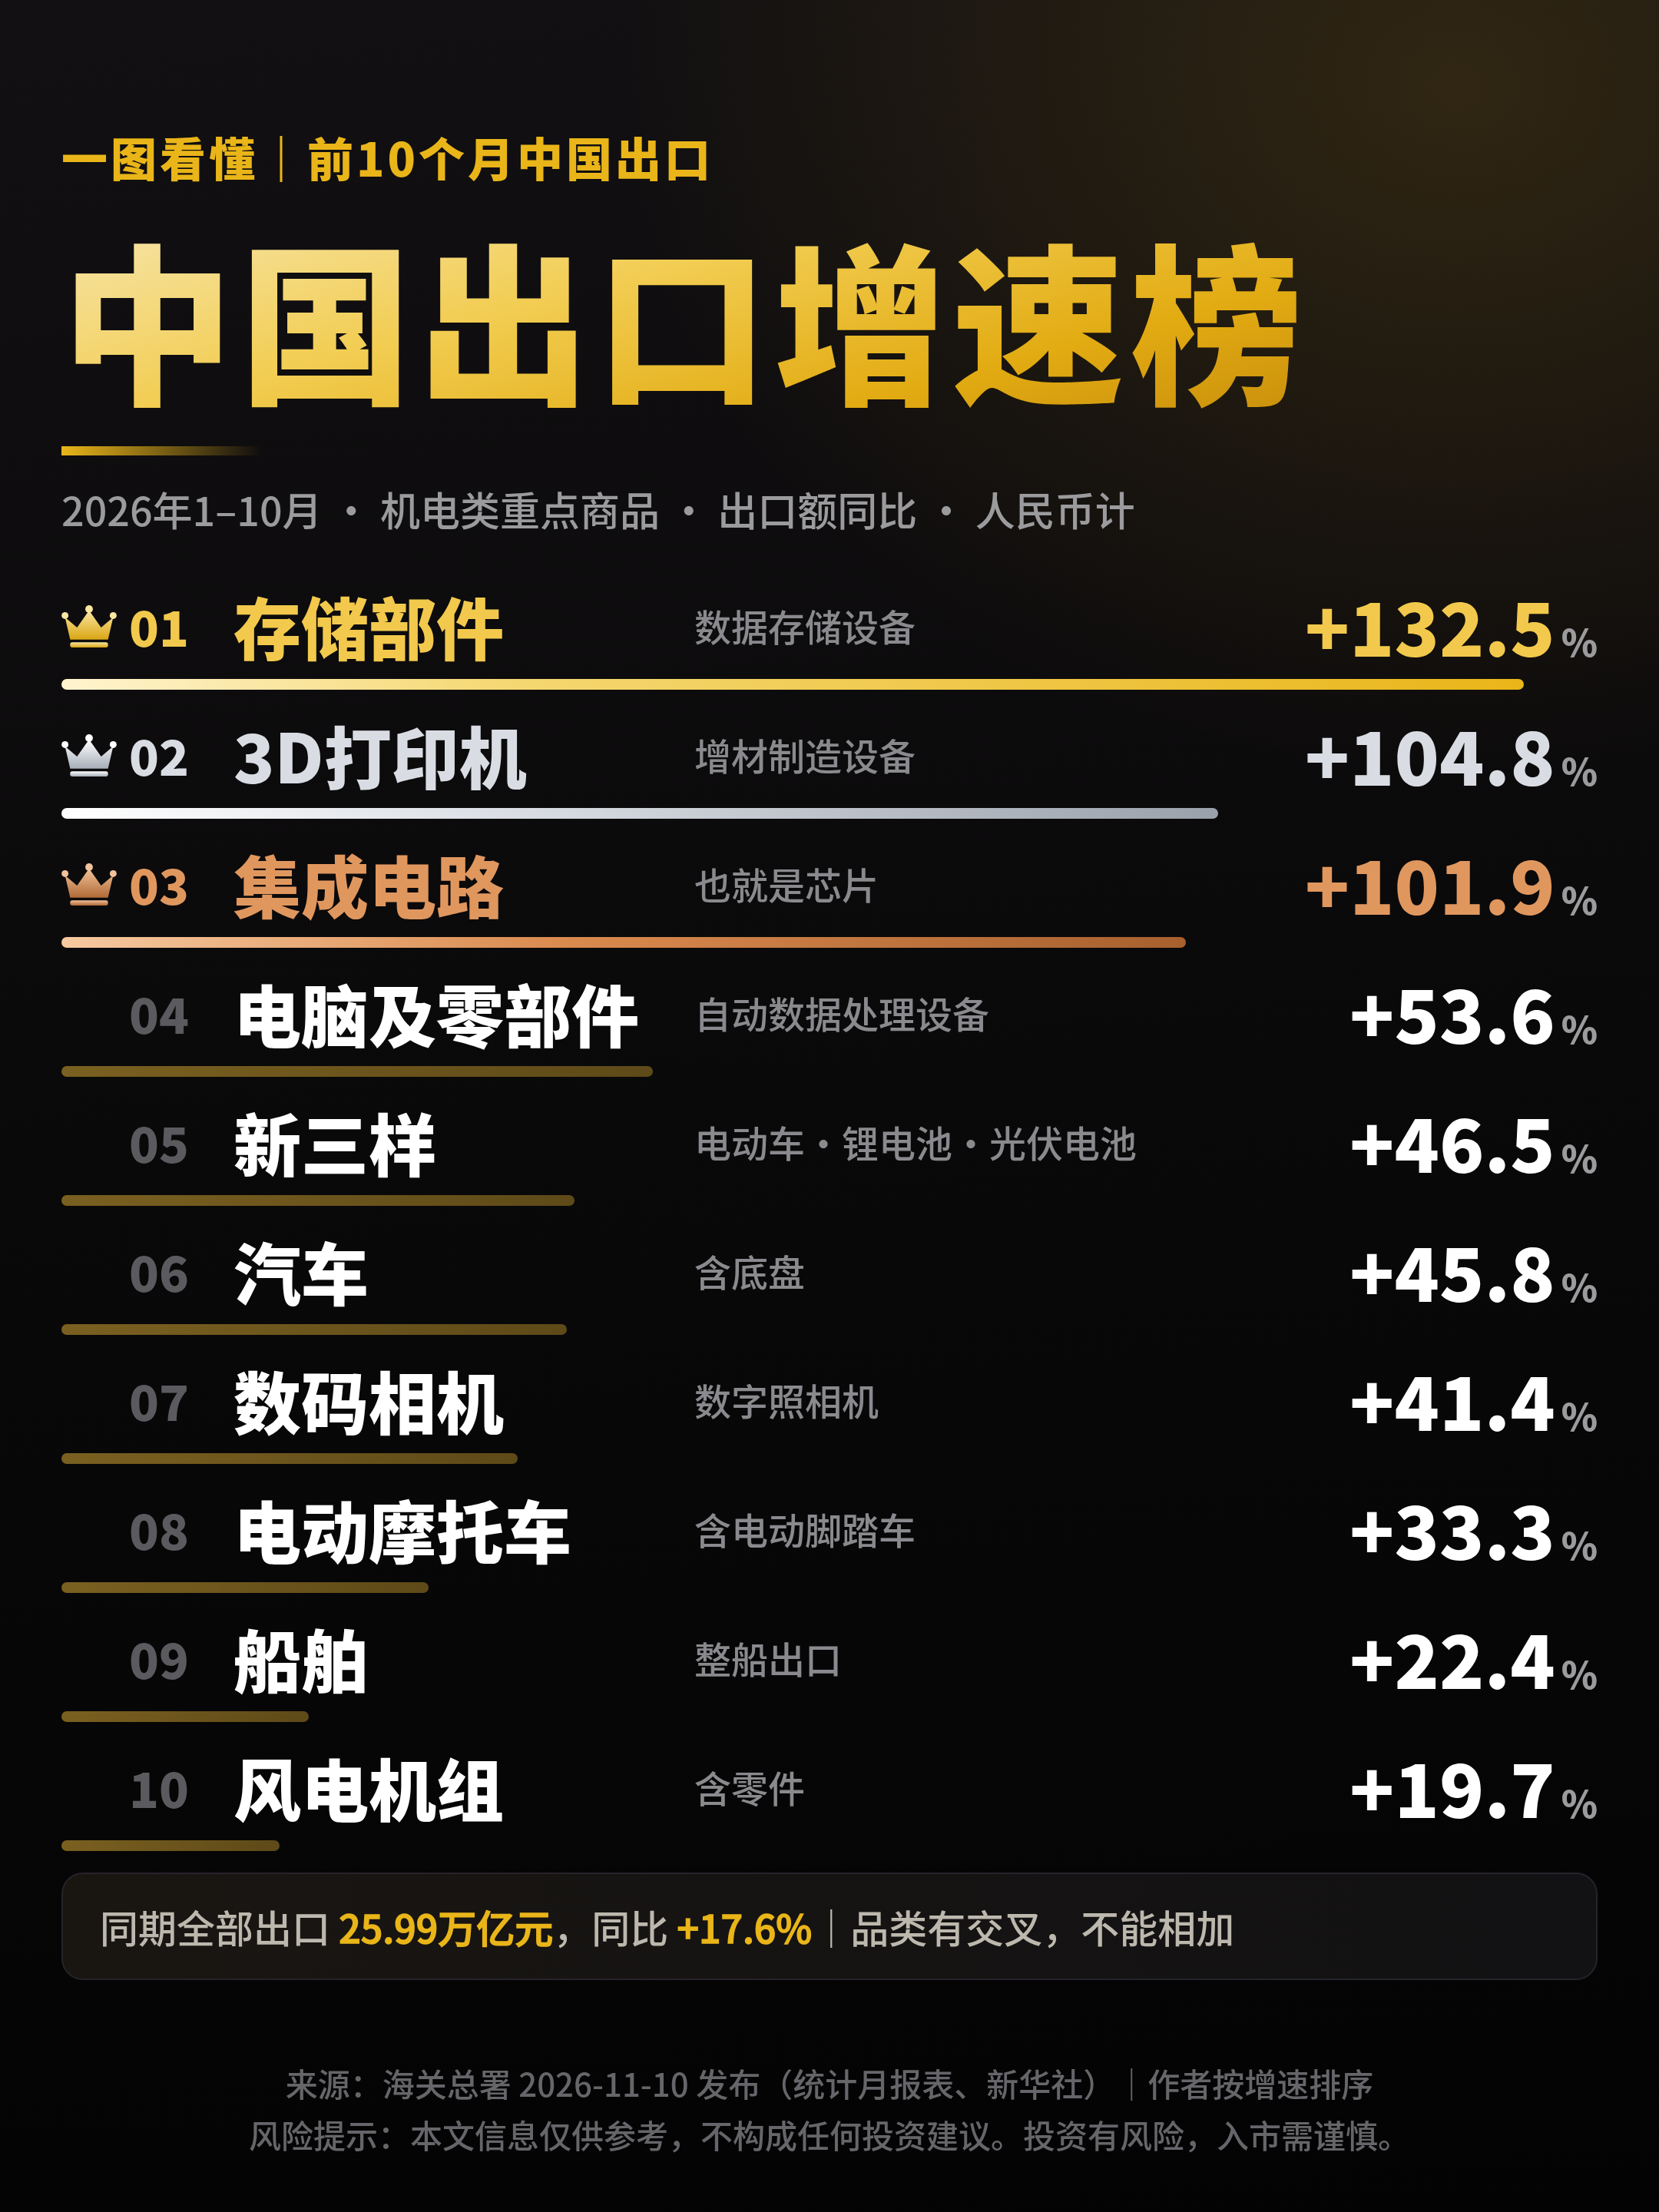 一图看懂｜前10个月中国出口
中国出口增速榜
2026年1–10月 · 机电类重点商品 · 出口额同比 · 人民币计
01 存储部件 数据存储设备 +132.5%
02 3D打印机 增材制造设备 +104.8%
03 集成电路 也就是芯片 +101.9%
04 电脑及零部件 自动数据处理设备 +53.6%
05 新三样 电动车·锂电池·光伏电池 +46.5%
06 汽车 含底盘 +45.8%
07 数码相机 数字照相机 +41.4%
08 电动摩托车 含电动脚踏车 +33.3%
09 船舶 整船出口 +22.4%
10 风电机组 含零件 +19.7%
同期全部出口 25.99万亿元，同比 +17.6%｜品类有交叉，不能相加
来源：海关总署 2026-11-10 发布（统计月报表、新华社）｜作者按增速排序
风险提示：本文信息仅供参考，不构成任何投资建议。投资有风险，入市需谨慎。